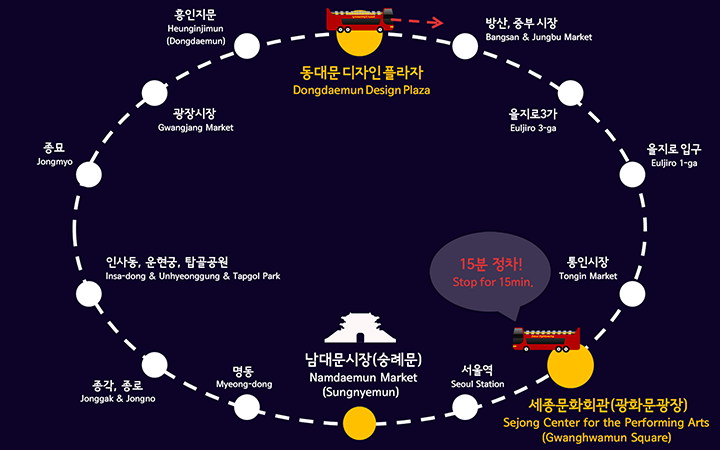 흥인지문
Heunginjimun
(Dongdaemun)
방산, 중부 시장
Bangsan & Jungbu Market
동대문 디자인 플라자
Dongdaemun Design Plaza
광장시장
Gwangjang Market
을지로3가
Euljiro 3-ga
종묘
Jongmyo
을지로 입구
Euljiro 1-ga
인사동, 운현궁, 탑골공원
Insa-dong & Unhyeonggung & Tapgol Park
15분 정차!
Stop for 15min.
통인시장
Tongin Market
남대문시장(숭례문)
Namdaemun Market
(Sungnyemun)
종각, 종로
Jonggak & Jongno
명동
Myeong-dong
서울역
Seoul Station
세종문화회관(광화문광장)
Sejong Center for the Performing Arts
(Gwanghwamun Square)